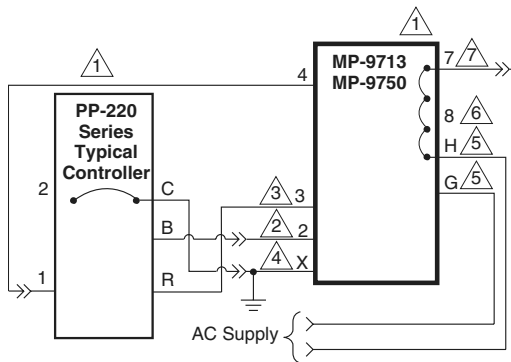 1
1
4
MP-9713
MP-9750
7
7
PP-220
Series
Typical
Controller
8
6
H
5
2
C
3
3
G
5
B
2
2
4
X
1
R
AC Supply